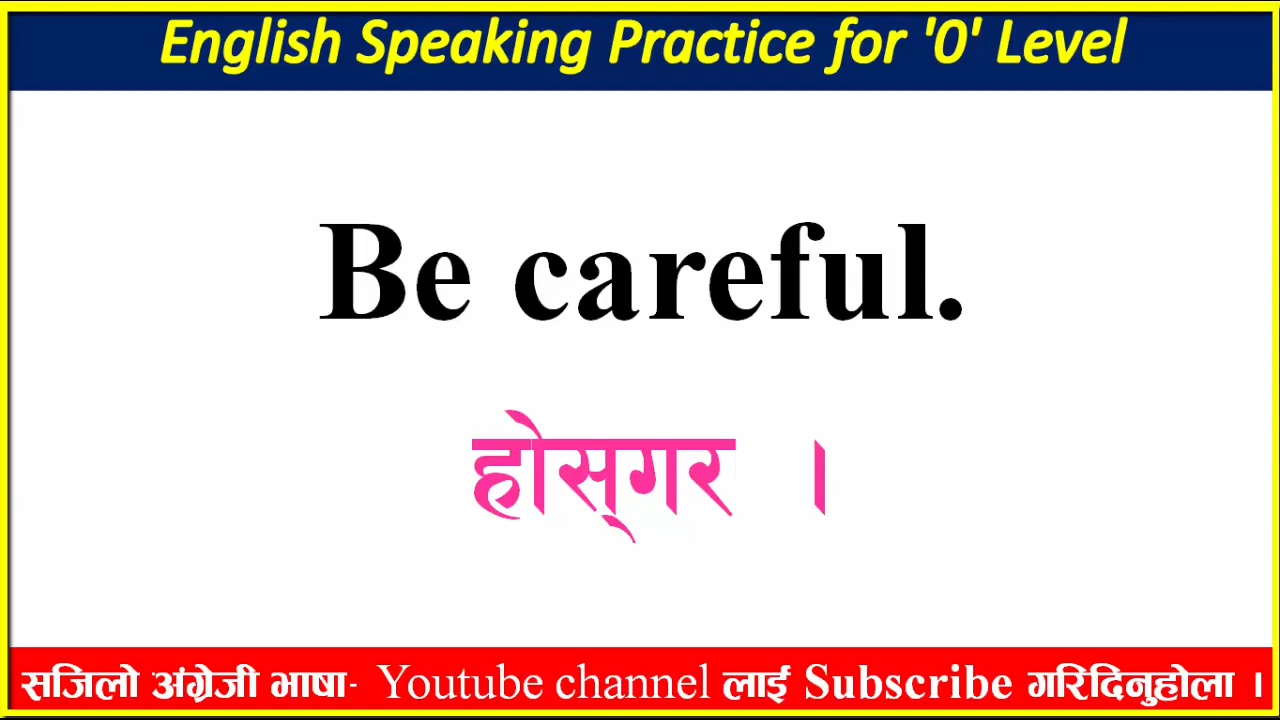 English Speaking Practice for '0' Level
Be careful.
होस्गर ।
सजिलो अंग्रेजी भाषा- Youtube channel लाई Subscribe गरिदिनुहोला ।